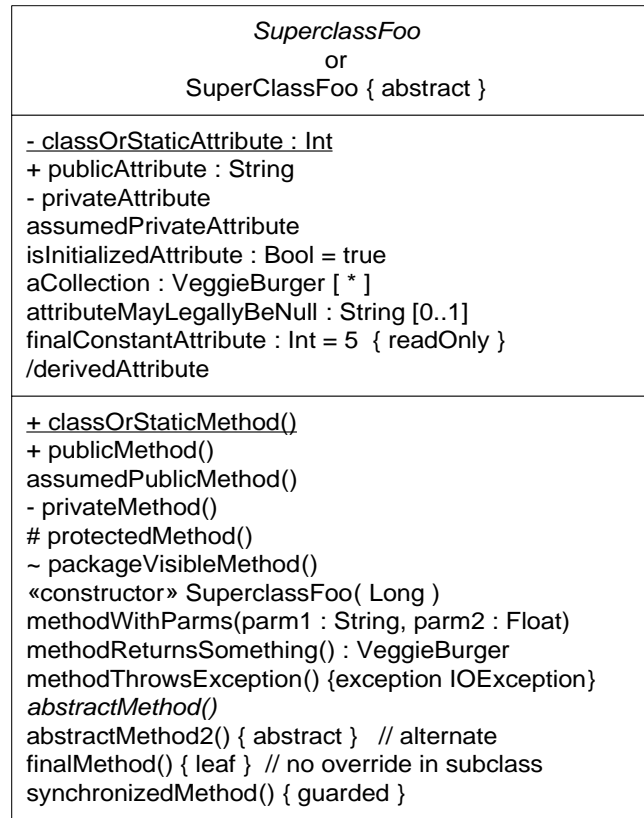 SuperclassFoo
or
SuperClassFoo { abstract }
- classOrStaticAttribute : Int
+ publicAttribute : String
- privateAttribute
assumedPrivateAttribute
isInitializedAttribute : Bool = true
aCollection : VeggieBurger [ * ]
attributeMayLegallyBeNull : String [0..1]
finalConstantAttribute : Int = 5 { readOnly }
/derivedAttribute
+ classOrStaticMethod()
+ publicMethod()
assumedPublicMethod()
- privateMethod()
# protectedMethod()
~ packageVisibleMethod()
«constructor» SuperclassFoo( Long )
methodWithParms(parm1 : String, parm2 : Float)
methodReturnsSomething() : VeggieBurger
methodThrowsException() {exception IOException}
abstractMethod()
abstractMethod2() { abstract } // alternate
finalMethod() { leaf } // no override in subclass
synchronizedMethod() { guarded }